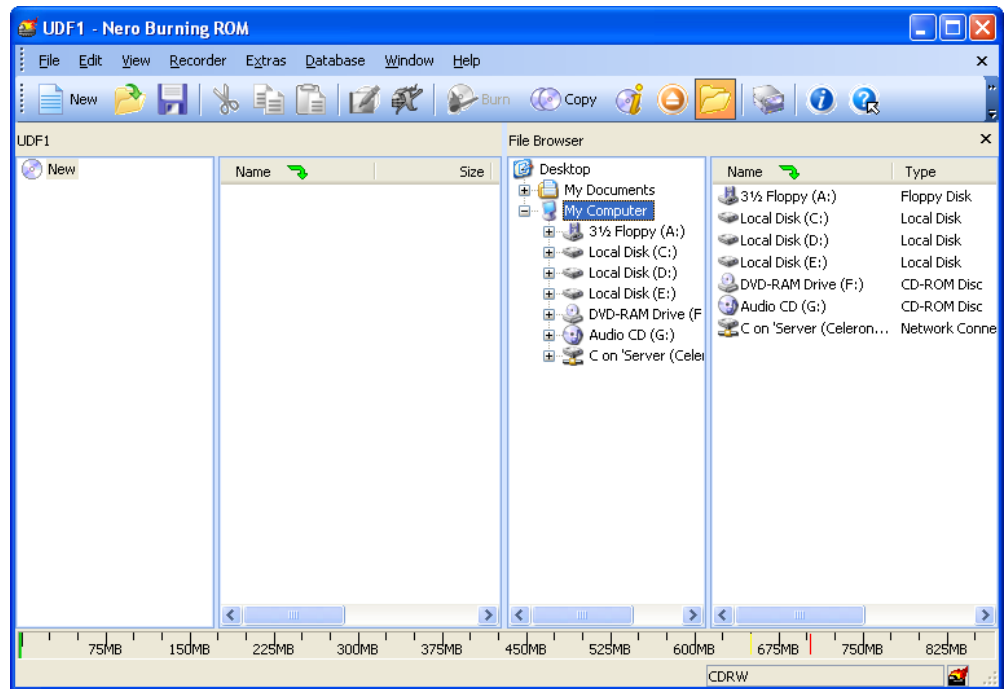 UDF1 - Nero Burning ROM
File Edit View Recorder Extras Database Window Help
New Burn Copy
UDF1
File Browser
New
Name Size
Desktop
My Documents
My Computer
3½ Floppy (A:)
Local Disk (C:)
Local Disk (D:)
Local Disk (E:)
DVD-RAM Drive (F
Audio CD (G:)
C on 'Server (Celer
Name Type
3½ Floppy (A:) Floppy Disk
Local Disk (C:) Local Disk
Local Disk (D:) Local Disk
Local Disk (E:) Local Disk
DVD-RAM Drive (F:) CD-ROM Disc
Audio CD (G:) CD-ROM Disc
C on 'Server (Celeron... Network Conne
75MB 150MB 225MB 300MB 375MB 450MB 525MB 600MB 675MB 750MB 825MB
CDRW